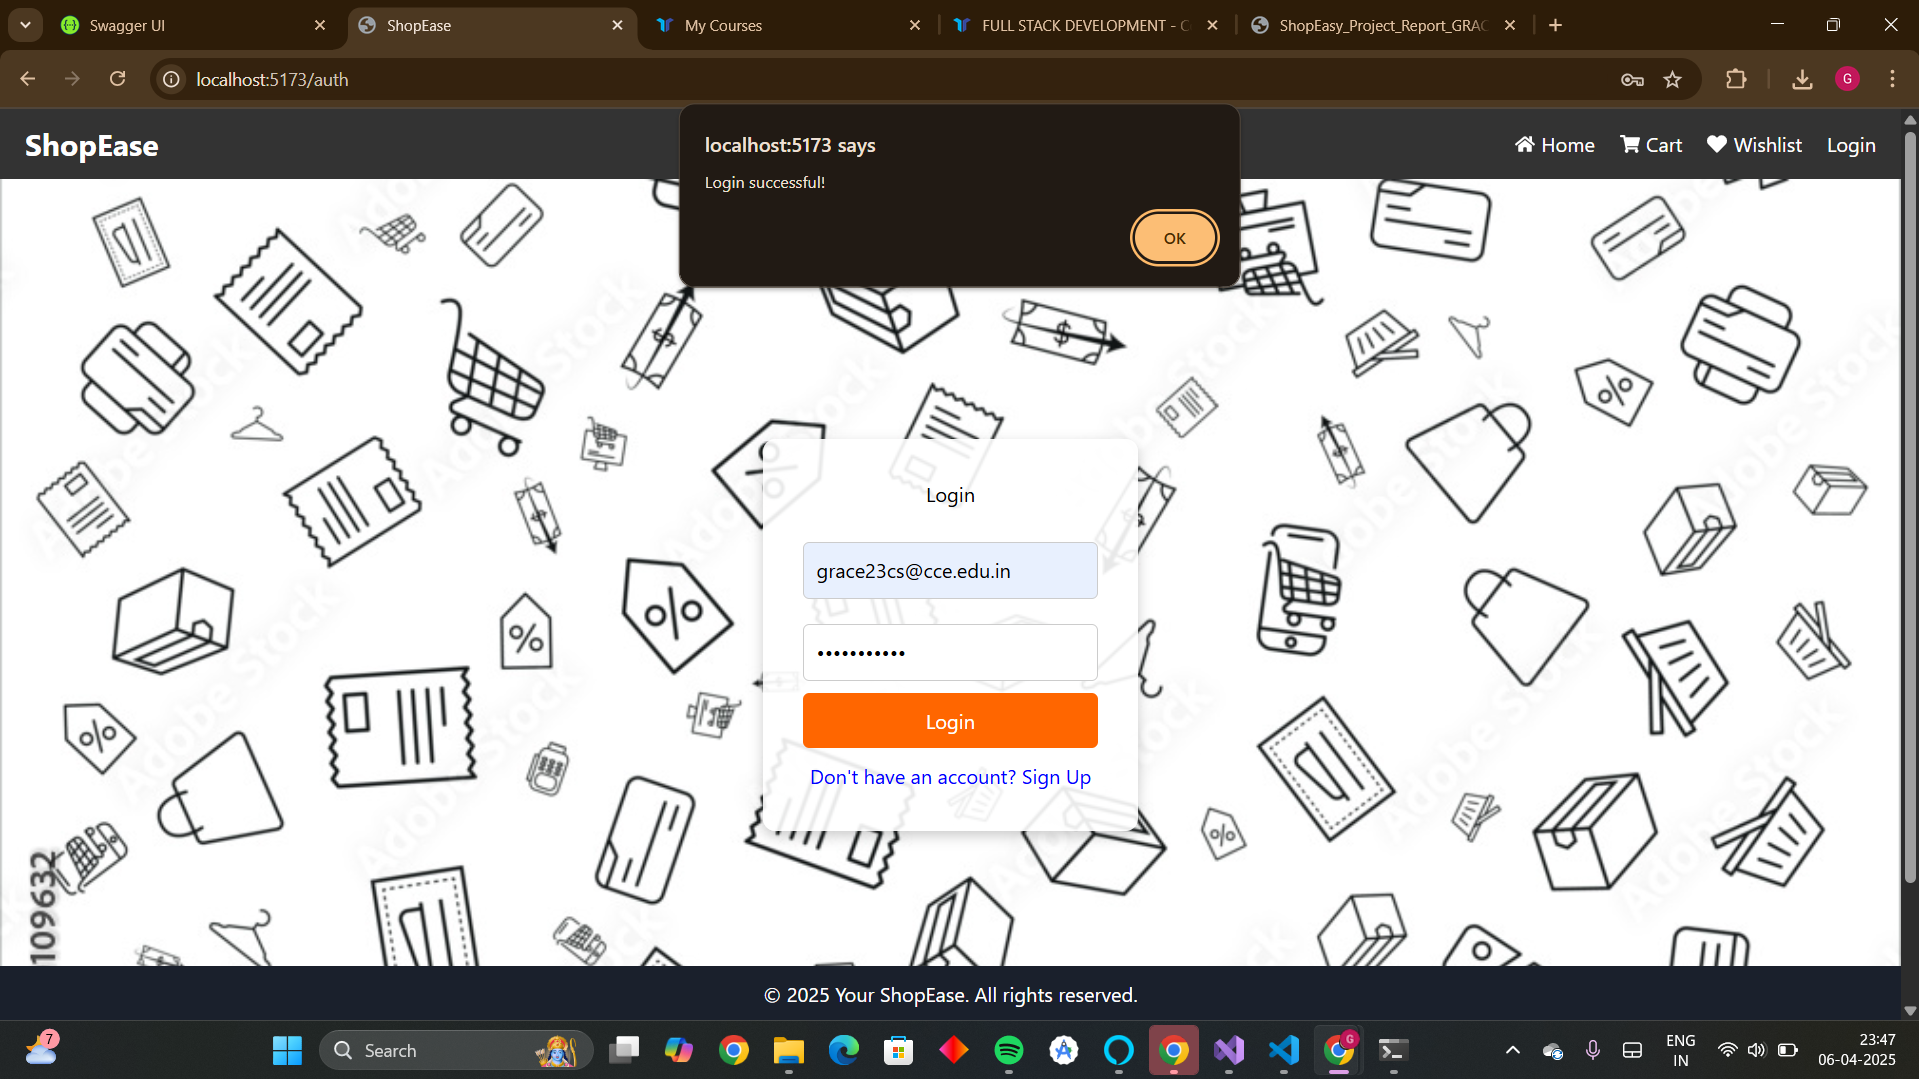 Swagger UI
ShopEase
My Courses
FULL STACK DEVELOPMENT - C
ShopEasy_Project_Report_GRAC
localhost:5173/auth
G
ShopEase
localhost:5173 says
Login successful!
OK
Home
Cart
Wishlist
Login
Login
grace23cs@cce.edu.in
•••••••••••
Login
Don't have an account? Sign Up
Adobe Stock
109632
© 2025 Your ShopEase. All rights reserved.
7
Search
G
ENG
IN
23:47
06-04-2025